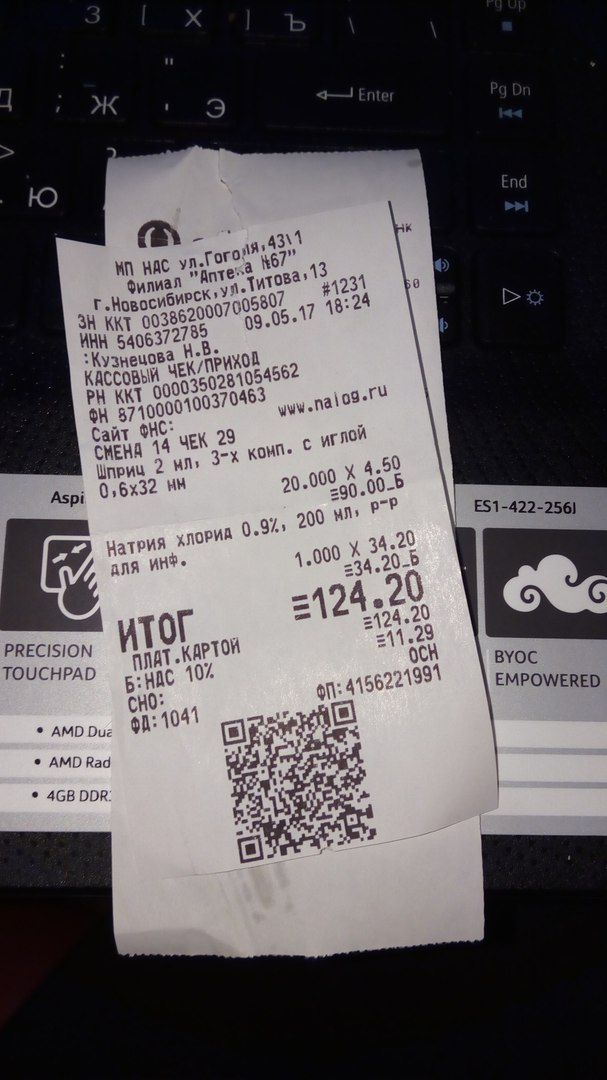 Pg Up
З
Х
Ъ
\
\
Д
;
Ж
'
"
Э
Enter
Pg Dn
Ю
End
НК
60
МП НАС ул.Гоголя,43\1
Филиал "Аптека №67"
г.Новосибирск,ул.Титова,13
ЗН ККТ 0038620007005807 #1231
ИНН 5406372785 09.05.17 18:24
:Кузнецова Н.В.
КАССОВЫЙ ЧЕК/ПРИХОД
РН ККТ 0000350281054562
ФН 8710000100370463
Сайт ФНС: www.nalog.ru
СМЕНА 14 ЧЕК 29
Шприц 2 мл, 3-х конп. с иглой
0,6х32 мм
20.000 X 4.50
≡90.00_Б
Натрия хлорид 0.9%, 200 мл, р-р
для инф.
1.000 X 34.20
≡34.20_Б
ИТОГ ≡124.20
ПЛАТ.КАРТОЙ ≡124.20
Б:НДС 10% ≡11.29
СНО: ОСН
ФД:1041 ФП:4156221991
Aspi
ES1-422-256J
PRECISION
TOUCHPAD
BYOC
EMPOWERED
• AMD Dua
• AMD Rad
• 4GB DDR